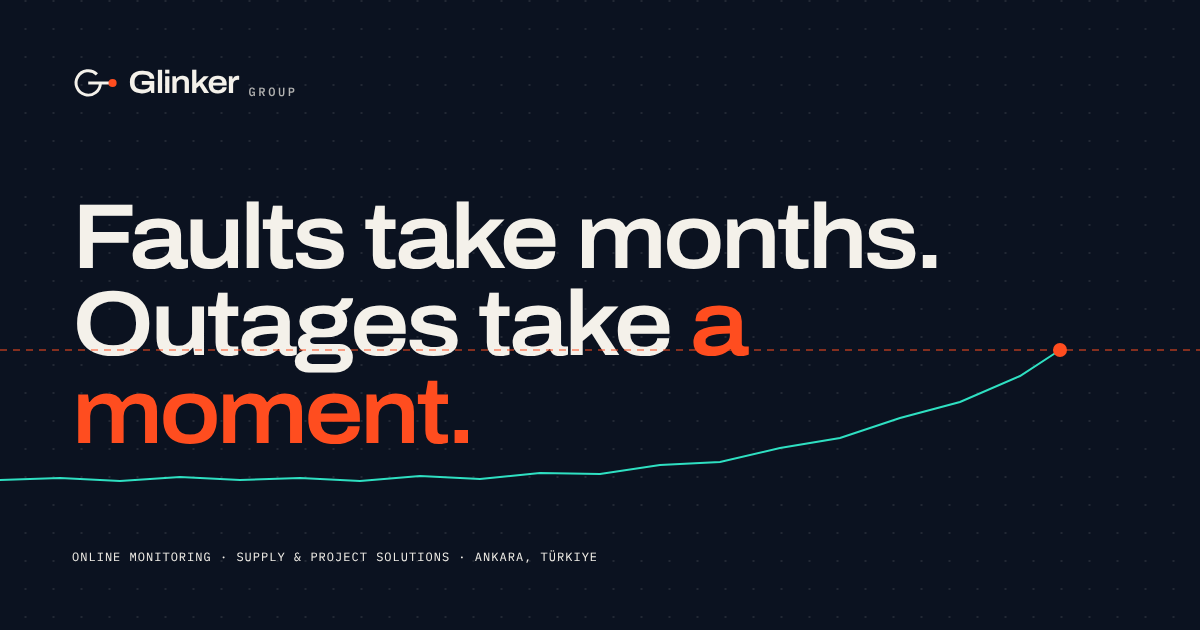 Glinker GROUP
Faults take months.
Outages take a
moment.
ONLINE MONITORING · SUPPLY & PROJECT SOLUTIONS · ANKARA, TÜRKIYE